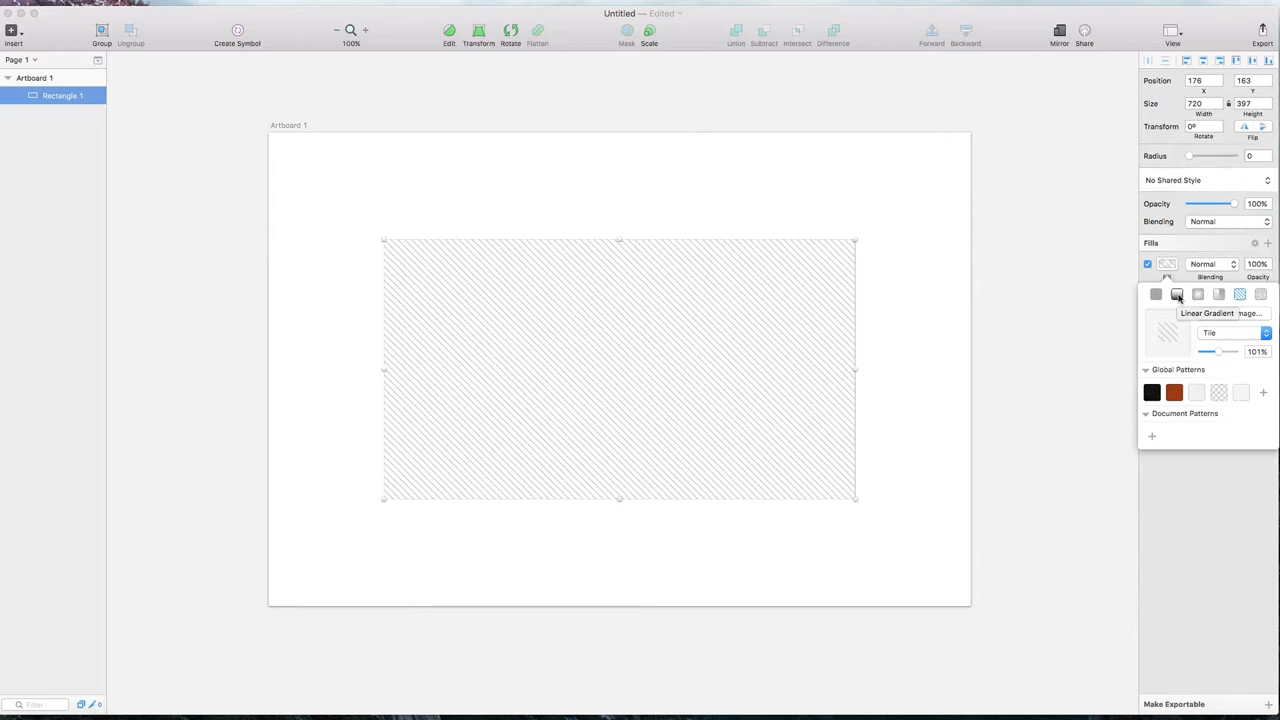 Untitled — Edited
Insert
Group
Ungroup
Create Symbol
100%
Edit
Transform
Rotate
Flatten
Mask
Scale
Union
Subtract
Intersect
Difference
Forward
Backward
Mirror
Share
View
Export
Page 1
Artboard 1
Rectangle 1
Artboard 1
Position 176 163
X Y
Size 720 397
Width Height
Transform 0º
Rotate Flip
Radius 0
No Shared Style
Opacity 100%
Blending Normal
Fills
Normal 100%
Blending Opacity
Linear Gradient mage...
Tile
101%
Global Patterns
Document Patterns
Filter
0
Make Exportable